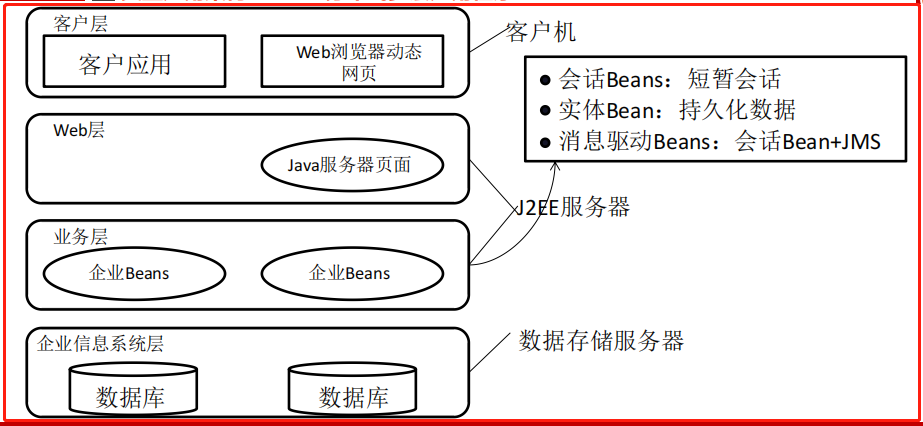 客户层
客户应用
Web浏览器动态
网页
客户机
● 会话Beans：短暂会话
● 实体Bean：持久化数据
● 消息驱动Beans：会话Bean+JMS
Web层
Java服务器页面
J2EE服务器
业务层
企业Beans
企业Beans
企业信息系统层
数据库
数据库
数据存储服务器